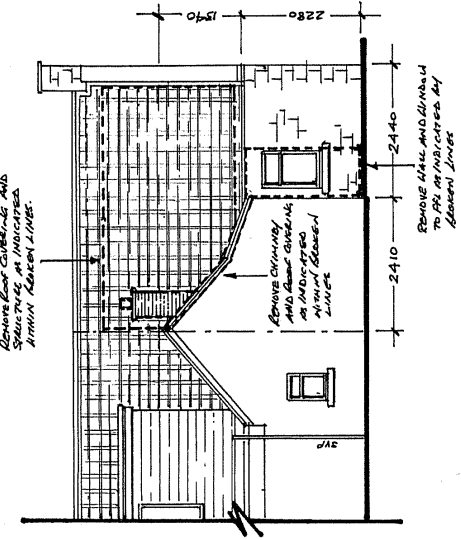 1340
2280
REMOVE ROOF COVERING AND
STRUCTURE AS INDICATED
WITHIN BROKEN LINES.
REMOVE CHIMNEY
AND ROOF COVERING
AS INDICATED
WITHIN BROKEN
LINES
2440
2410
REMOVE WALL AND WINDOW
TO FFL AS INDICATED BY
BROKEN LINES
SVP